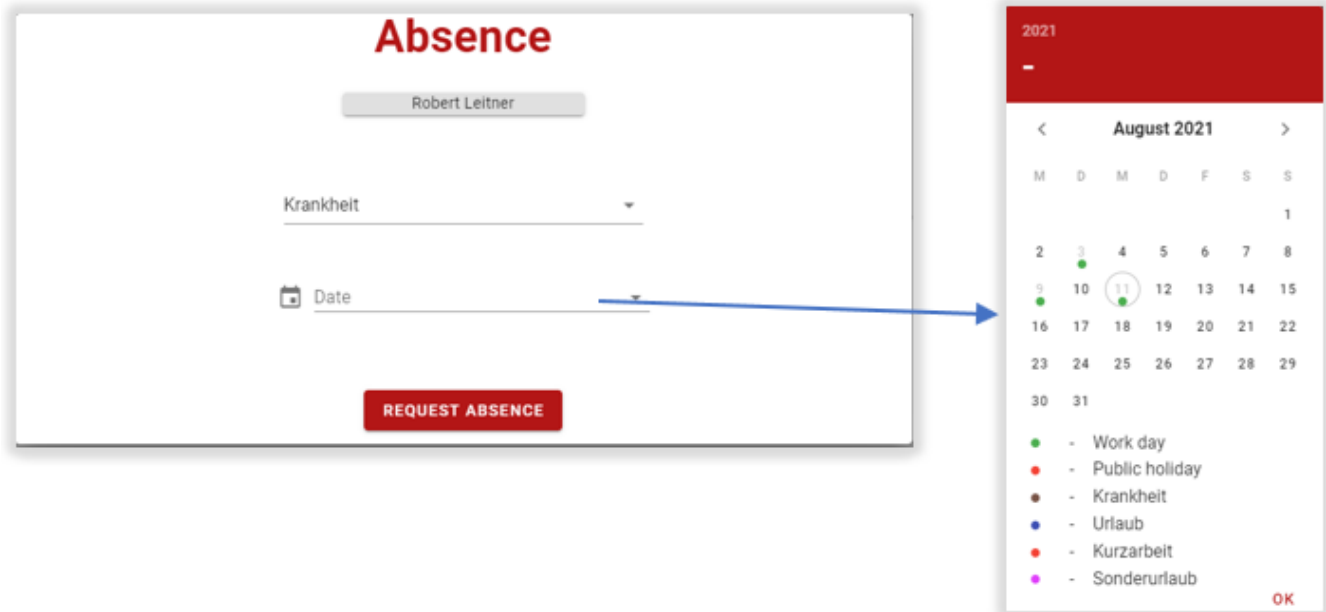 Absence
Robert Leitner
Krankheit
Date
REQUEST ABSENCE
2021
-
August 2021
M D M D F S S
1
2 3 4 5 6 7 8
9 10 11 12 13 14 15
16 17 18 19 20 21 22
23 24 25 26 27 28 29
30 31
- Work day
- Public holiday
- Krankheit
- Urlaub
- Kurzarbeit
- Sonderurlaub
OK